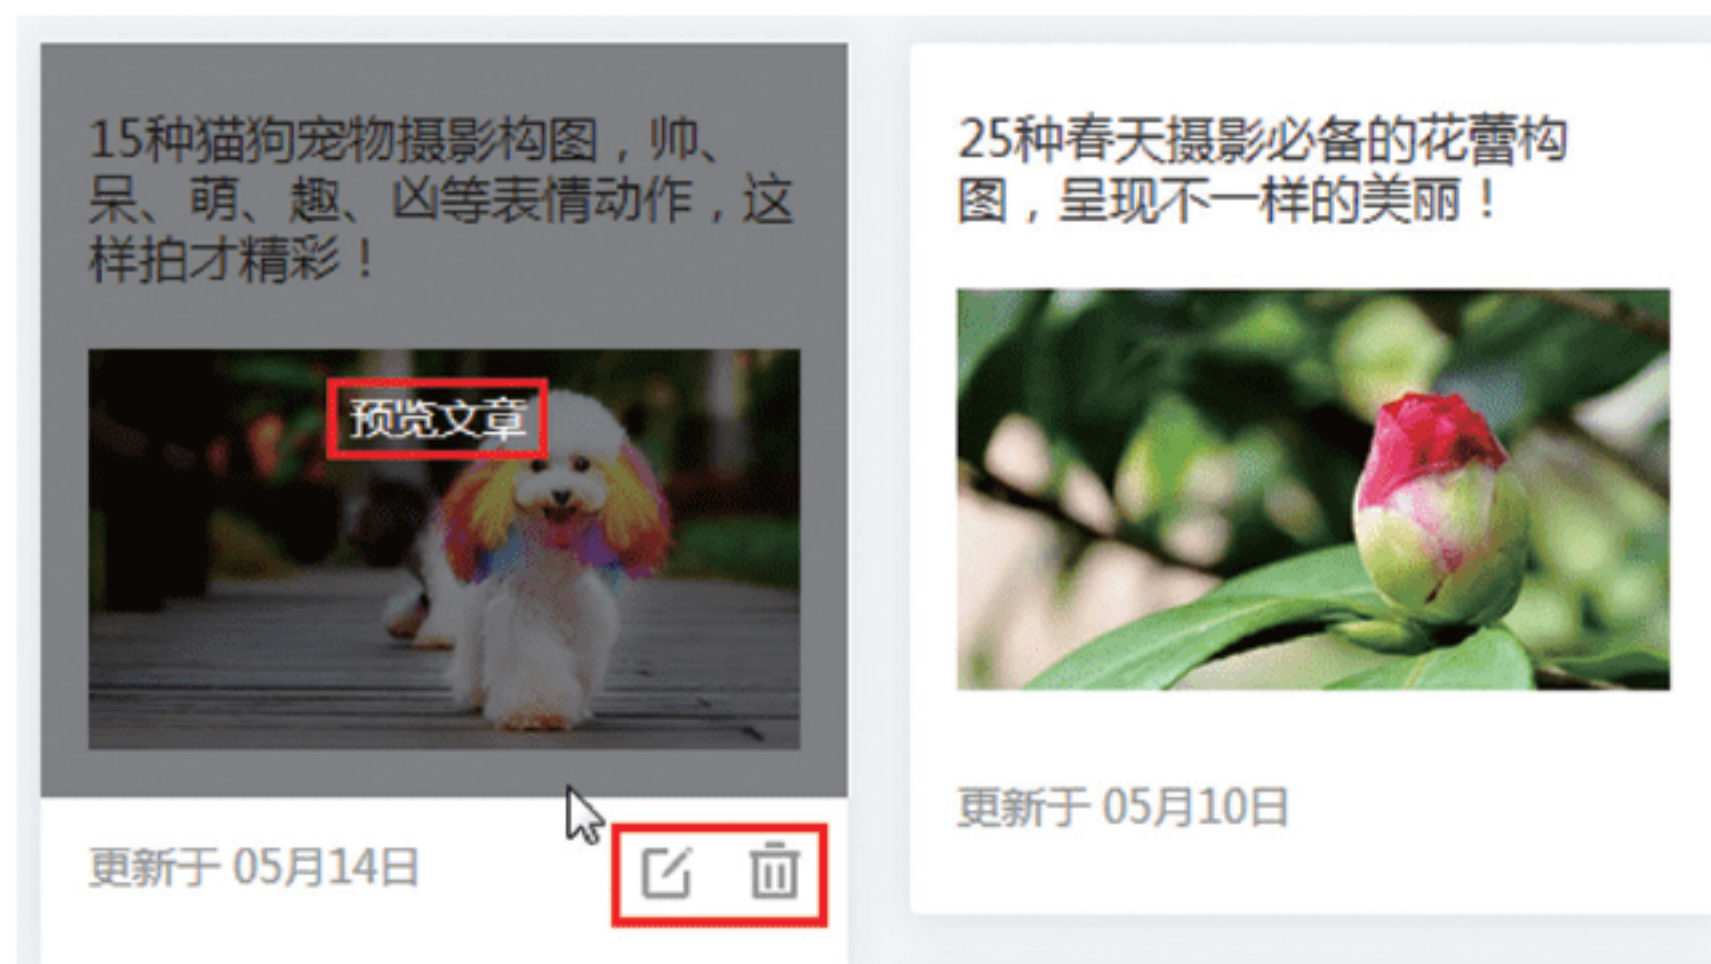 15种猫狗宠物摄影构图，帅、
呆、萌、趣、凶等表情动作，这
样拍才精彩！
预览文章
更新于 05月14日
25种春天摄影必备的花蕾构
图，呈现不一样的美丽！
更新于 05月10日